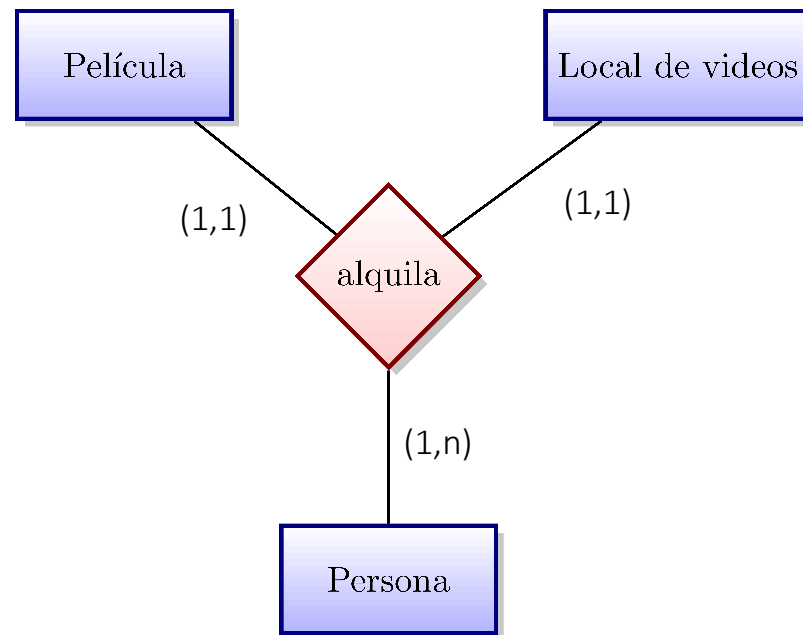 Película
Local de videos
(1,1)
(1,1)
alquila
(1,n)
Persona